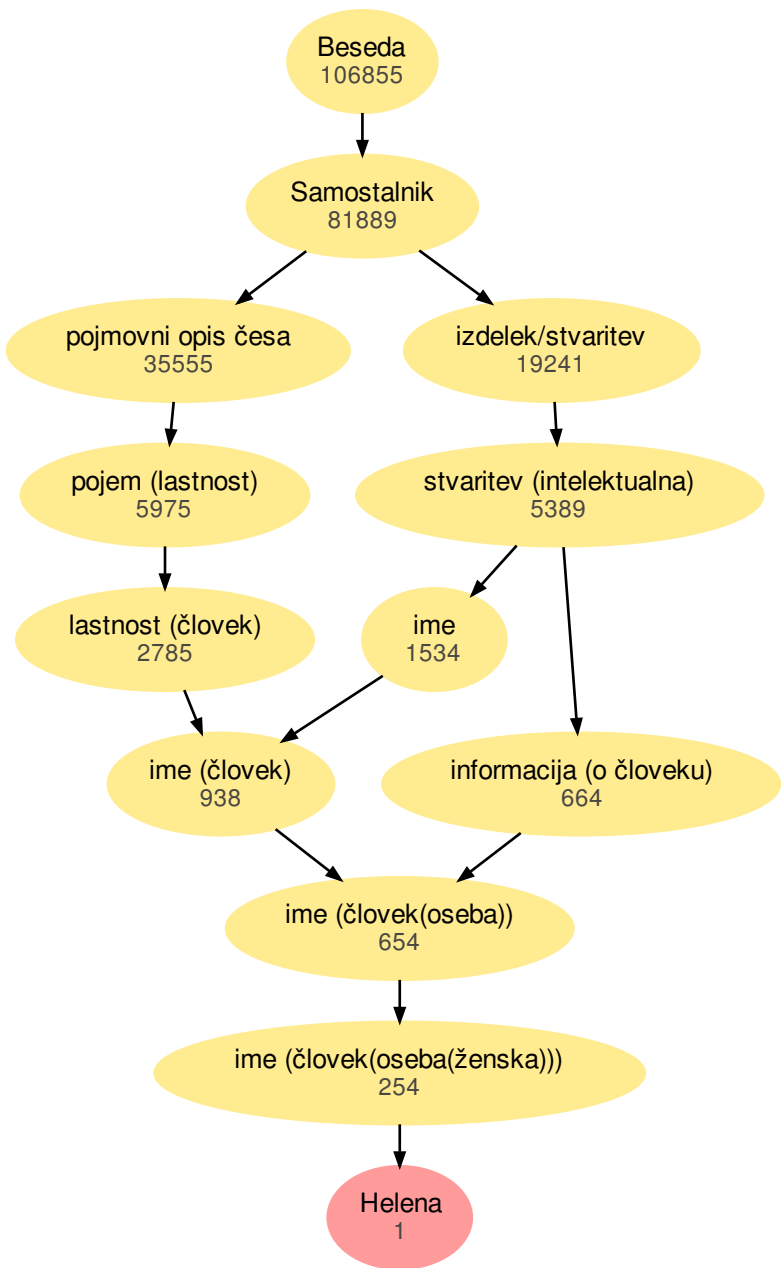 Beseda
106855
Samostalnik
81889
pojmovni opis česa
35555
izdelek/stvaritev
19241
pojem (lastnost)
5975
stvaritev (intelektualna)
5389
lastnost (človek)
2785
ime
1534
ime (človek)
938
informacija (o človeku)
664
ime (človek(oseba))
654
ime (človek(oseba(ženska)))
254
Helena
1